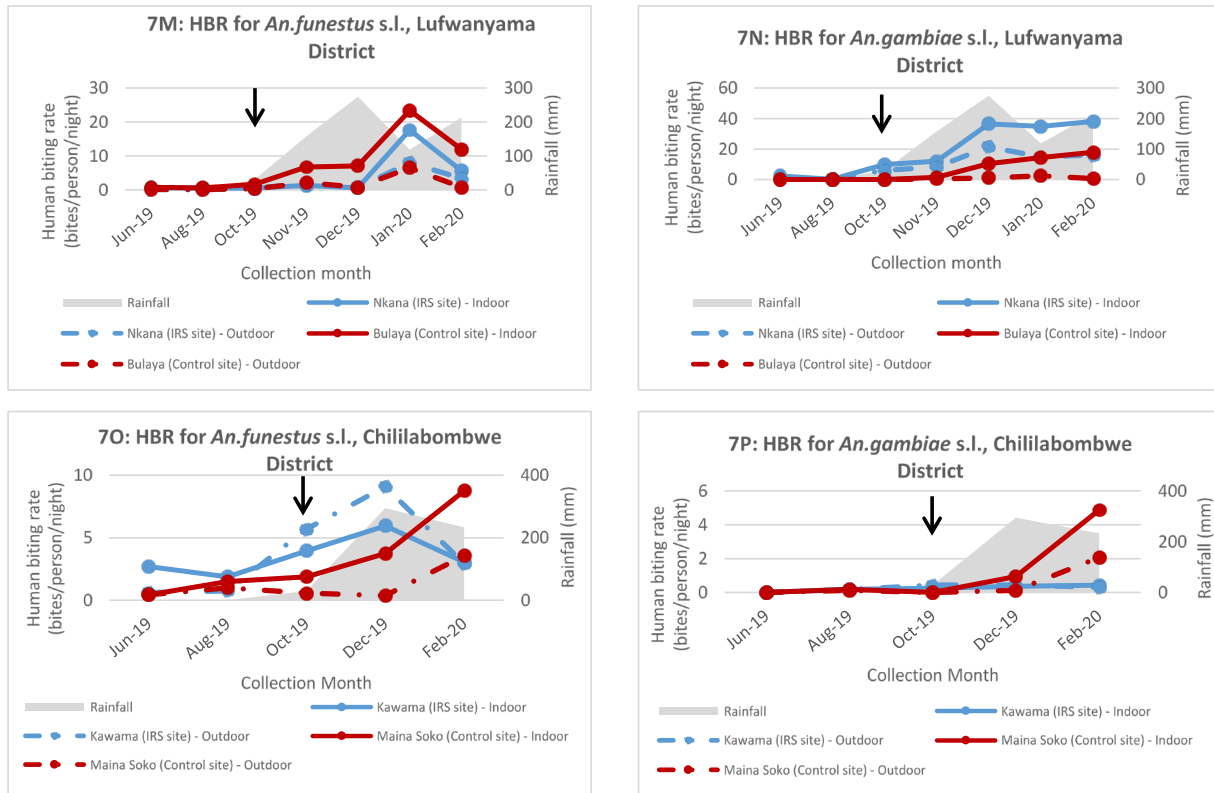 7M: HBR for An.funestus s.l., Lufwanyama
District
Human biting rate
(bites/person/night)
30
20
10
0
300
200
100
0
Rainfall (mm)
Jun-19
Aug-19
Oct-19
Nov-19
Dec-19
Jan-20
Feb-20
Collection month
Rainfall
Nkana (IRS site) - Indoor
Nkana (IRS site) - Outdoor
Bulaya (Control site) - Indoor
Bulaya (Control site) - Outdoor
7N: HBR for An.gambiae s.l., Lufwanyama
District
Human biting rate
(bites/person/night)
60
40
20
0
300
200
100
0
Rainfall (mm)
Jun-19
Aug-19
Oct-19
Nov-19
Dec-19
Jan-20
Feb-20
Collection month
Rainfall
Nkana (IRS site) - Indoor
Nkana (IRS site) - Outdoor
Bulaya (Control site) - Indoor
Bulaya (Control site) - Outdoor
7O: HBR for An.funestus s.l., Chililabombwe
District
Human biting rate
(bites/person/night)
10
5
0
400
200
0
Rainfall (mm)
Jun-19
Aug-19
Oct-19
Dec-19
Feb-20
Collection Month
Rainfall
Kawama (IRS site) - Indoor
Kawama (IRS site) - Outdoor
Maina Soko (Control site) - Indoor
Maina Soko (Control site) - Outdoor
7P: HBR for An.gambiae s.l., Chililabombwe
District
Human biting rate
(bites/person/night)
6
4
2
0
400
200
0
Rainfall (mm)
Jun-19
Aug-19
Oct-19
Dec-19
Feb-20
Collection Month
Rainfall
Kawama (IRS site) - Indoor
Kawama (IRS site) - Outdoor
Maina Soko (Control site) - Indoor
Maina Soko (Control site) - Outdoor